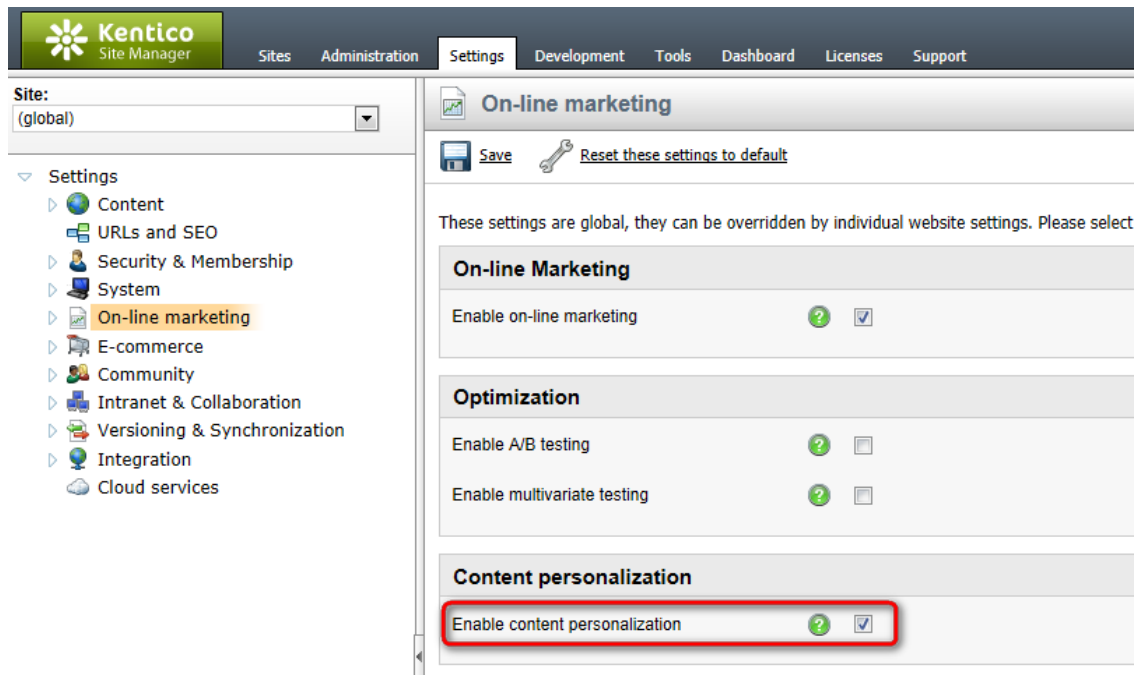 Kentico
Site Manager
Sites Administration Settings Development Tools Dashboard Licenses Support
Site:
(global)
Settings
Content
URLs and SEO
Security & Membership
System
On-line marketing
E-commerce
Community
Intranet & Collaboration
Versioning & Synchronization
Integration
Cloud services
On-line marketing
Save Reset these settings to default
These settings are global, they can be overridden by individual website settings. Please select
On-line Marketing
Enable on-line marketing ?
Optimization
Enable A/B testing ?
Enable multivariate testing ?
Content personalization
Enable content personalization ?